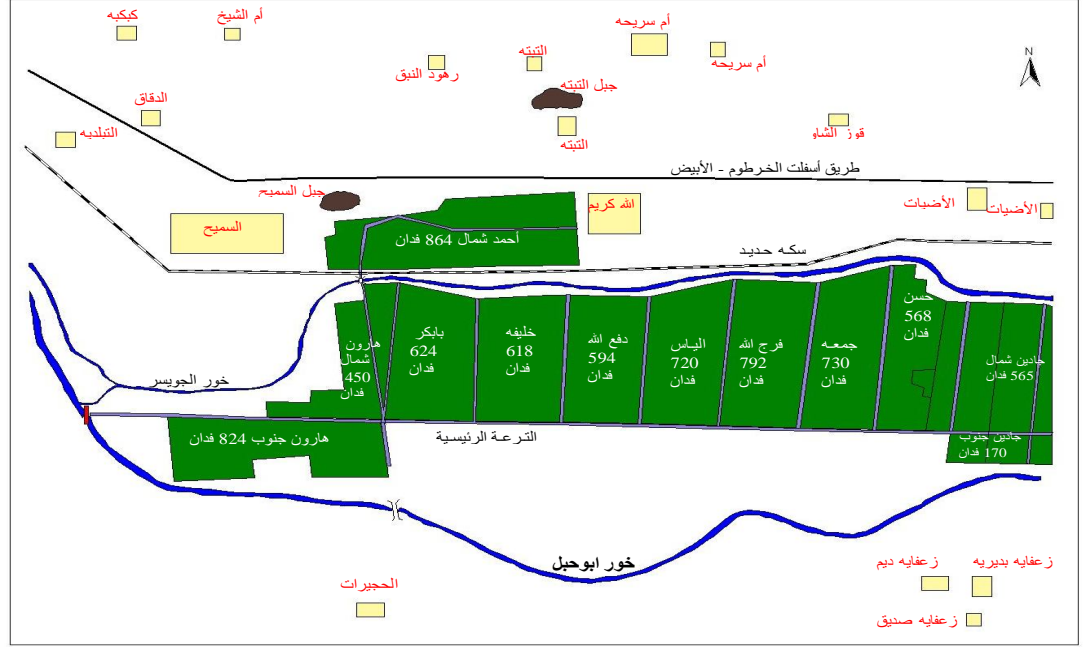 كبكبه
أم الشيخ
أم سريحه
أم سريحه
رهود النبق
التبته
جبل التبته
التبته
قوز الشاو
الدقاق
التبلديه
N
طريق أسفلت الخرطوم - الأبيض
جبل السميح
السميح
الله كريم
الأضيات
الأضيات
أحمد شمال 864 فدان
سكه حديد
حسن
568
فدان
هارون
شمال
450
فدان
بابكر
624
فدان
خليفه
618
فدان
دفع الله
594
فدان
الياس
720
فدان
فرج الله
792
فدان
جمعه
730
فدان
جادين شمال
565 فدان
خور الجويسر
هارون جنوب 824 فدان
الترعة الرئيسية
جادين جنوب
170 فدان
خور ابوحبل
الحجيرات
زعفايه ديم
زعفايه بديريه
زعفايه صديق